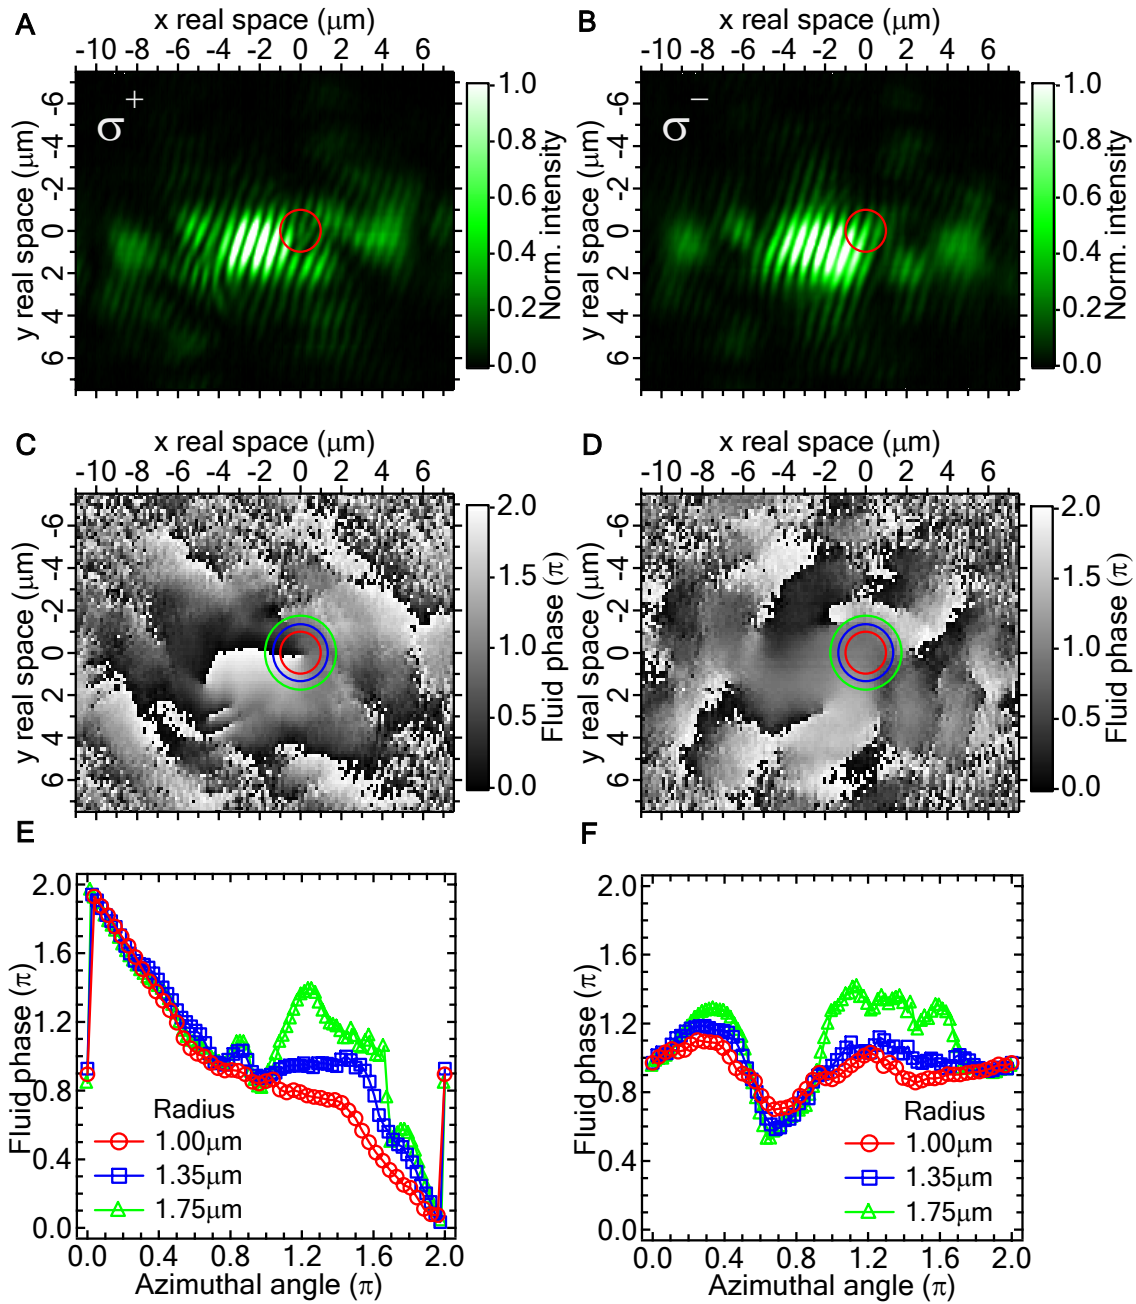 A
x real space (μm)
-10 -8 -6 -4 -2 0 2 4 6
y real space (μm)
-6
-4
-2
0
2
4
6
σ+
1.0
0.8
0.6
0.4
0.2
0.0
Norm. intensity
B
x real space (μm)
-10 -8 -6 -4 -2 0 2 4 6
y real space (μm)
-6
-4
-2
0
2
4
6
σ−
1.0
0.8
0.6
0.4
0.2
0.0
Norm. intensity
C
x real space (μm)
-10 -8 -6 -4 -2 0 2 4 6
y real space (μm)
-6
-4
-2
0
2
4
6
2.0
1.5
1.0
0.5
0.0
Fluid phase (π)
D
x real space (μm)
-10 -8 -6 -4 -2 0 2 4 6
y real space (μm)
-6
-4
-2
0
2
4
6
2.0
1.5
1.0
0.5
0.0
Fluid phase (π)
E
Fluid phase (π)
2.0
1.6
1.2
0.8
0.4
0.0
Radius
1.00μm
1.35μm
1.75μm
0.0 0.4 0.8 1.2 1.6 2.0
Azimuthal angle (π)
F
Fluid phase (π)
2.0
1.6
1.2
0.8
0.4
0.0
Radius
1.00μm
1.35μm
1.75μm
0.0 0.4 0.8 1.2 1.6 2.0
Azimuthal angle (π)